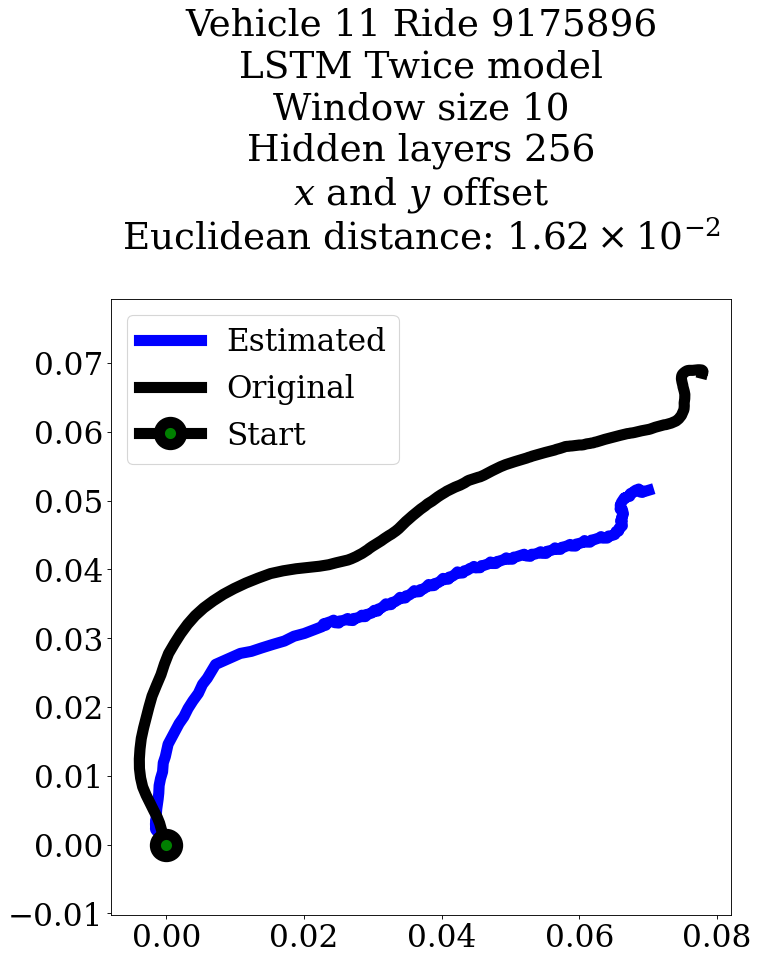 Vehicle 11 Ride 9175896
LSTM Twice model
Window size 10
Hidden layers 256
x and y offset
Euclidean distance: 1.62 × 10⁻²
Estimated
Original
Start
0.07
0.06
0.05
0.04
0.03
0.02
0.01
0.00
−0.01
0.00 0.02 0.04 0.06 0.08